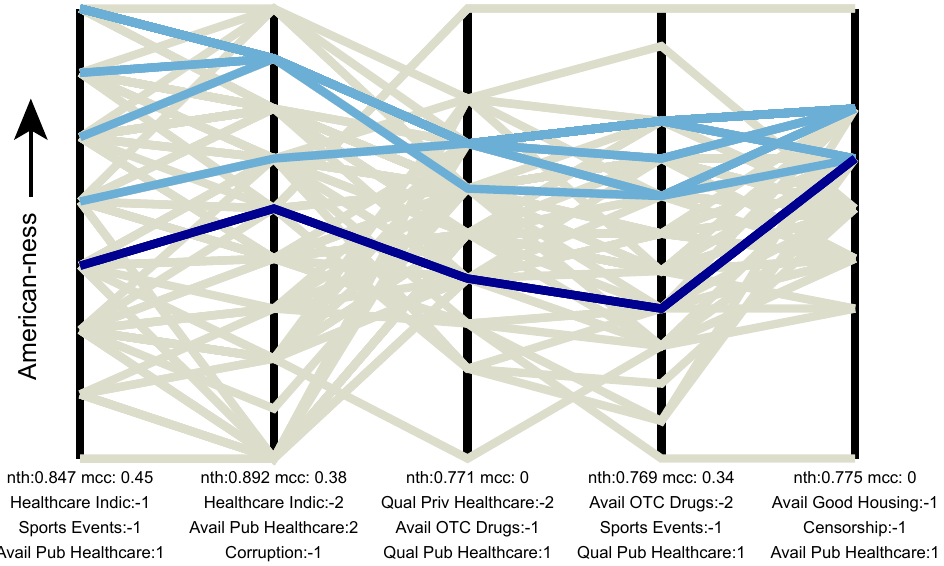 American-ness
nth:0.847 mcc: 0.45
Healthcare Indic:-1
Sports Events:-1
Avail Pub Healthcare:1
nth:0.892 mcc: 0.38
Healthcare Indic:-2
Avail Pub Healthcare:2
Corruption:-1
nth:0.771 mcc: 0
Qual Priv Healthcare:-2
Avail OTC Drugs:-1
Qual Pub Healthcare:1
nth:0.769 mcc: 0.34
Avail OTC Drugs:-2
Sports Events:-1
Qual Pub Healthcare:1
nth:0.775 mcc: 0
Avail Good Housing:-1
Censorship:-1
Avail Pub Healthcare:1